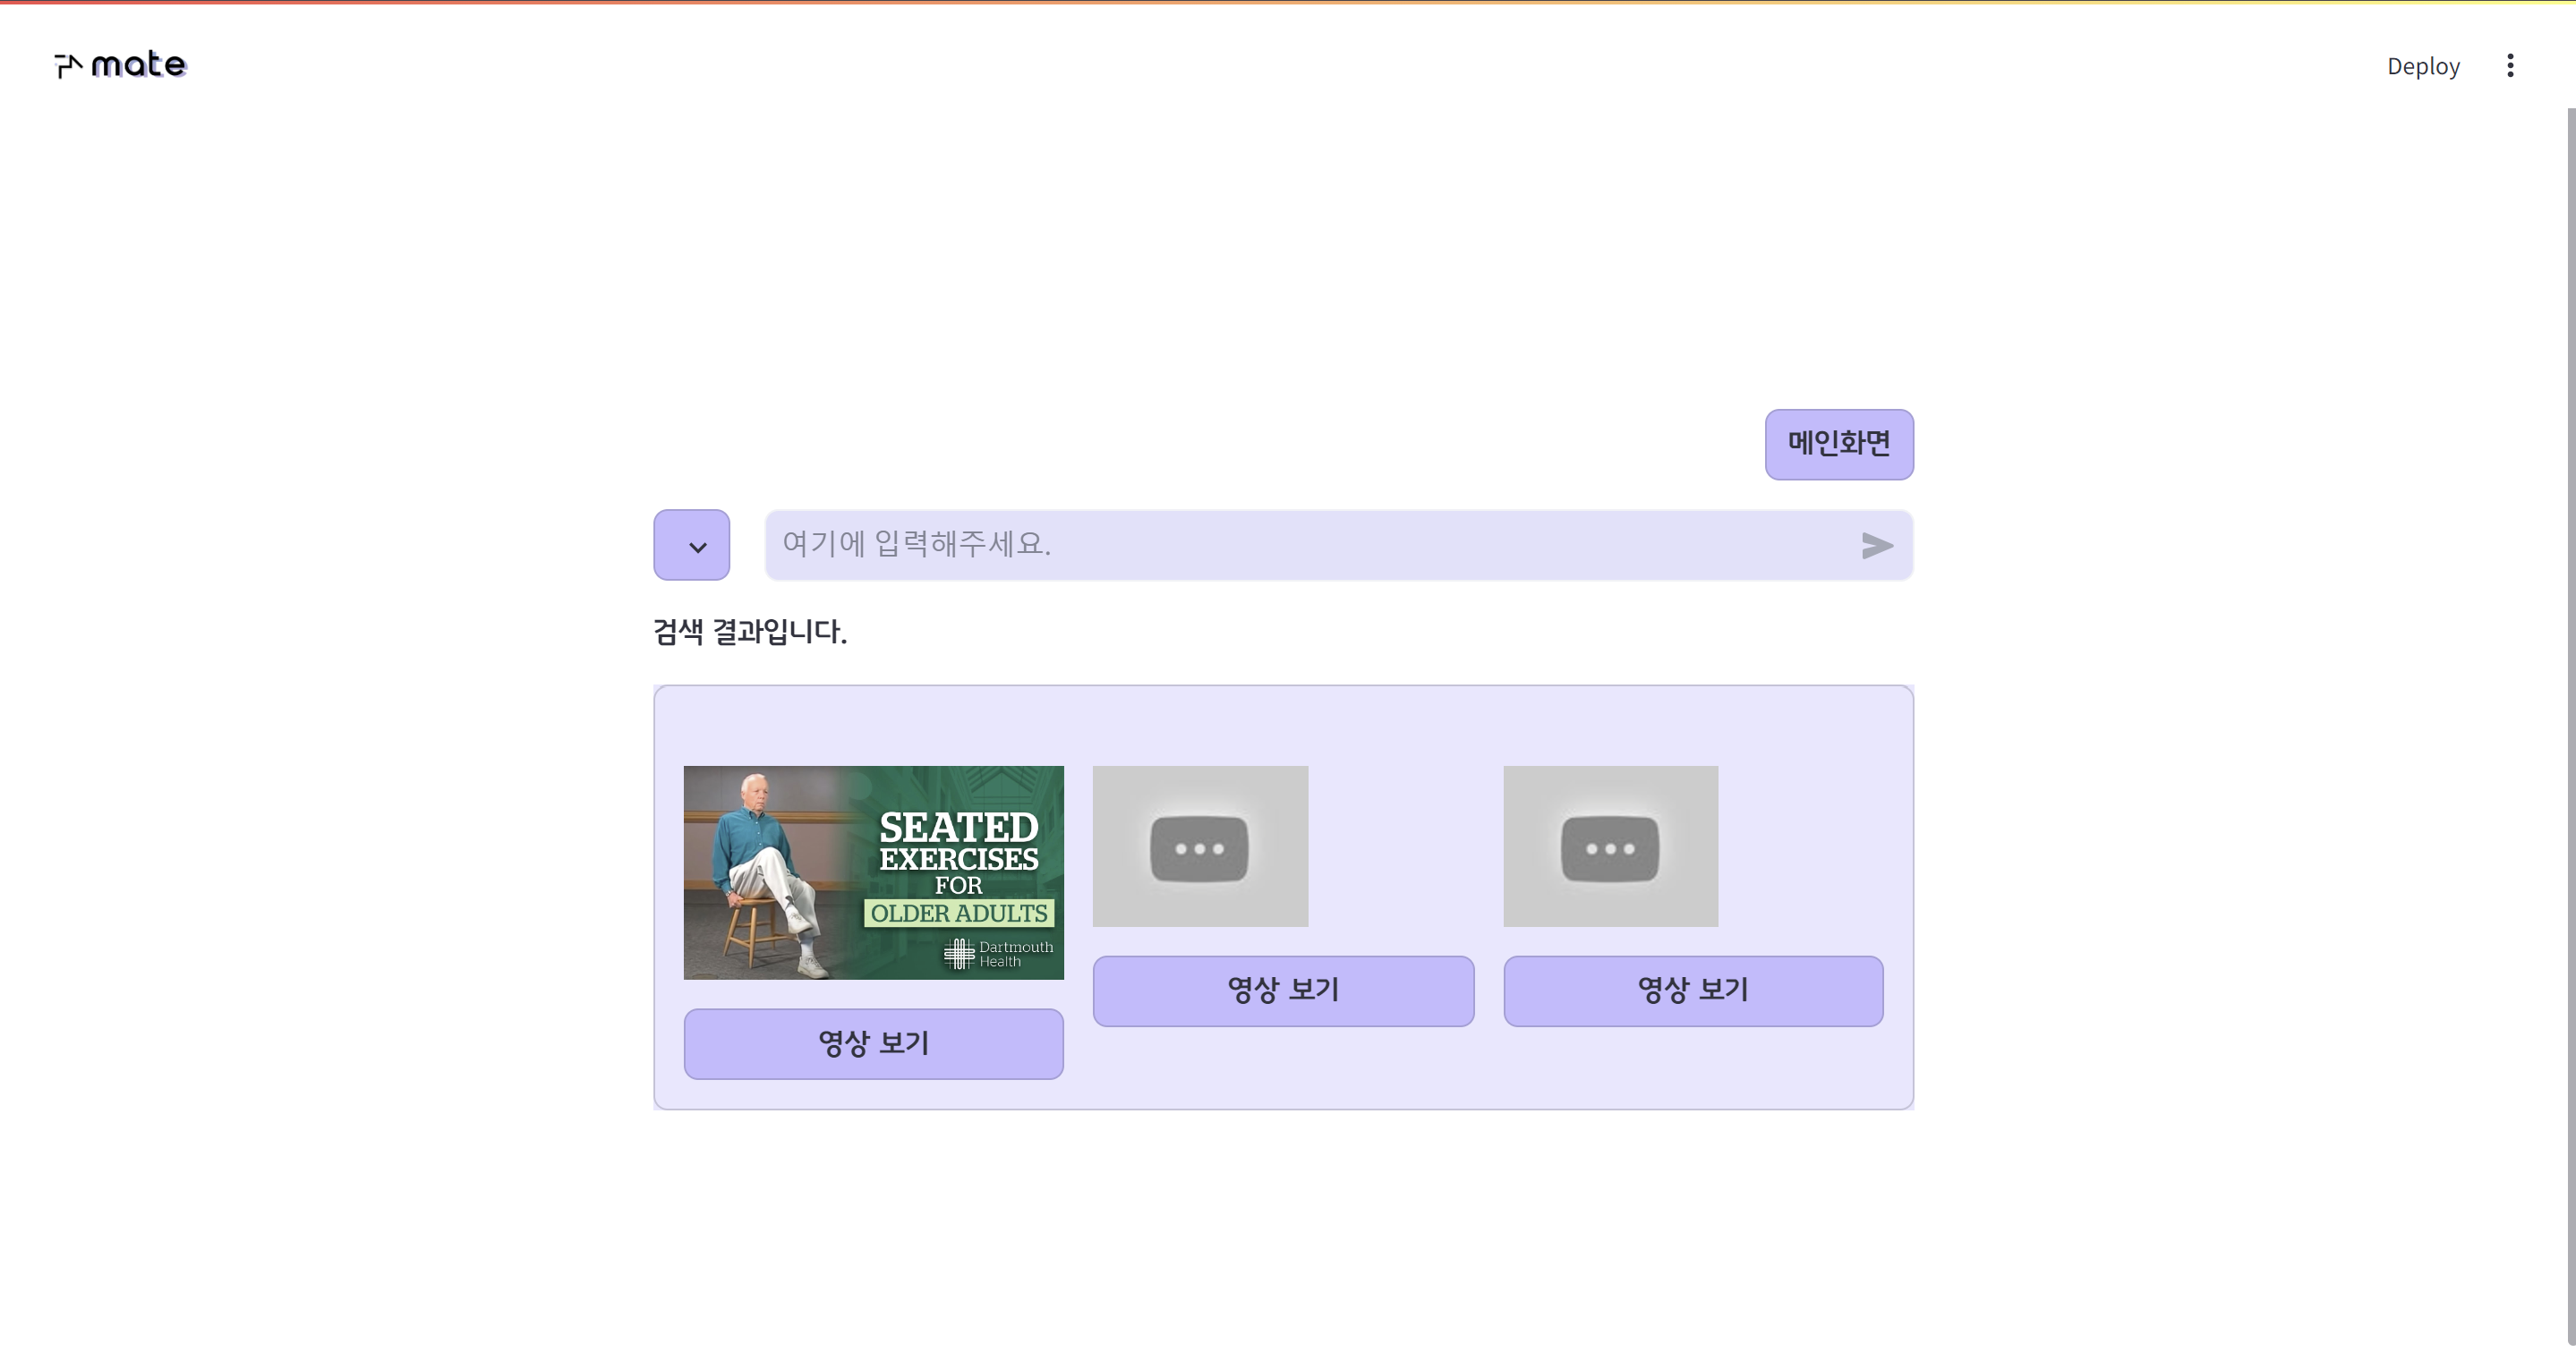 mate
Deploy
메인화면
여기에 입력해주세요.
검색 결과입니다.
SEATED
EXERCISES
FOR
OLDER ADULTS
Dartmouth
Health
영상 보기
영상 보기
영상 보기